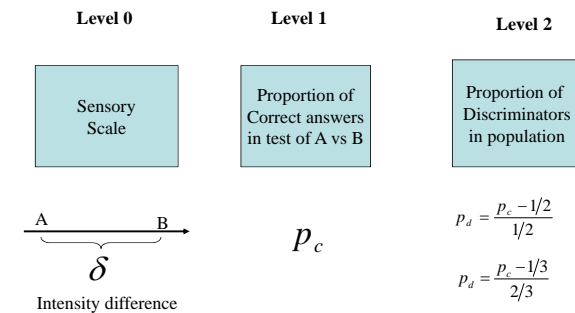 Level 0
Level 1
Level 2
Sensory
Scale
Proportion of
Correct answers
in test of A vs B
Proportion of
Discriminators
in population
A
B
δ
Intensity difference
p_c
p_d = (p_c − 1/2) / (1/2)
p_d = (p_c − 1/3) / (2/3)